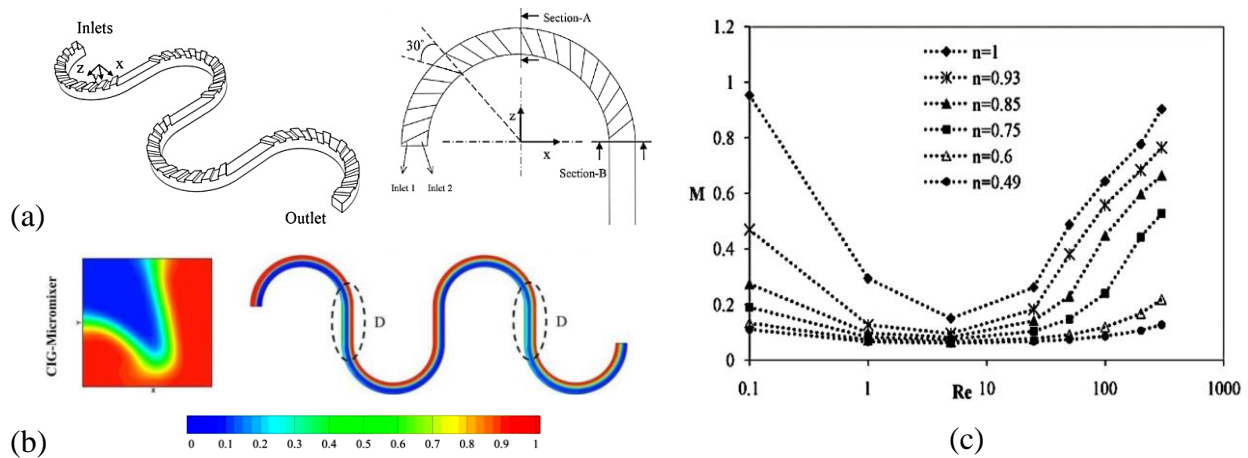 Inlets
z
x
Outlet
(a)
30°
Section-A
z
x
Section-B
Inlet 1
Inlet 2
CIG-Micromixer
Y
X
D
D
(b)
0 0.1 0.2 0.3 0.4 0.5 0.6 0.7 0.8 0.9 1
1.2
1
0.8
M
0.6
0.4
0.2
0
n=1
n=0.93
n=0.85
n=0.75
n=0.6
n=0.49
0.1 1 10 100 1000
Re
(c)